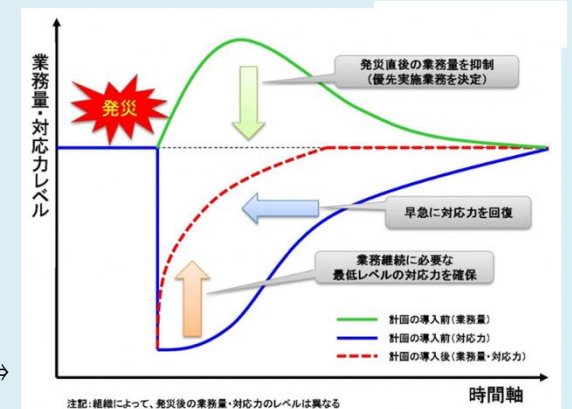 業務量・対応力レベル
発災
発災直後の業務量を抑制
(優先実施業務を決定)
早急に対応力を回復
業務継続に必要な
最低レベルの対応力を確保
計画の導入前(業務量)
計画の導入前(対応力)
計画の導入後(業務量・対応力)
時間軸
注記:組織によって、発災後の業務量・対応力のレベルは異なる